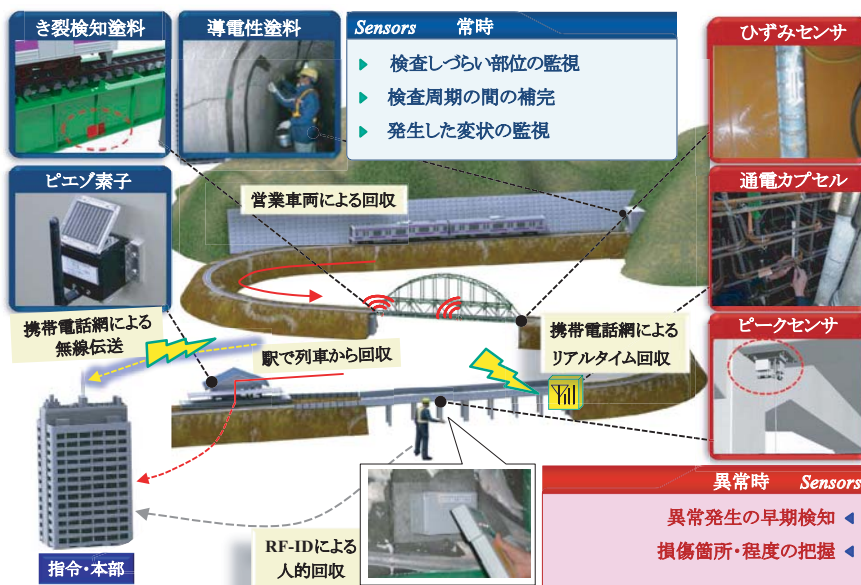 き裂検知塗料
導電性塗料
Sensors 常時
検査しづらい部位の監視
検査周期の間の補完
発生した変状の監視
ひずみセンサ
ピエゾ素子
営業車両による回収
通電カプセル
携帯電話網による
無線伝送
駅で列車から回収
携帯電話網による
リアルタイム回収
ピークセンサ
RF-IDによる
人的回収
指令・本部
異常時 Sensors
異常発生の早期検知
損傷箇所・程度の把握